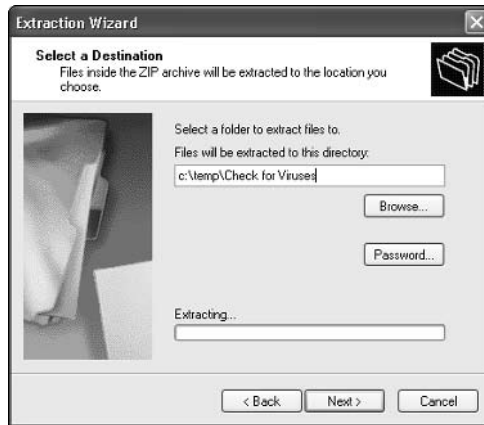 Extraction Wizard
Select a Destination
Files inside the ZIP archive will be extracted to the location you
choose.
Select a folder to extract files to.
Files will be extracted to this directory:
c:\temp\Check for Viruses
Browse...
Password...
Extracting...
< Back
Next >
Cancel